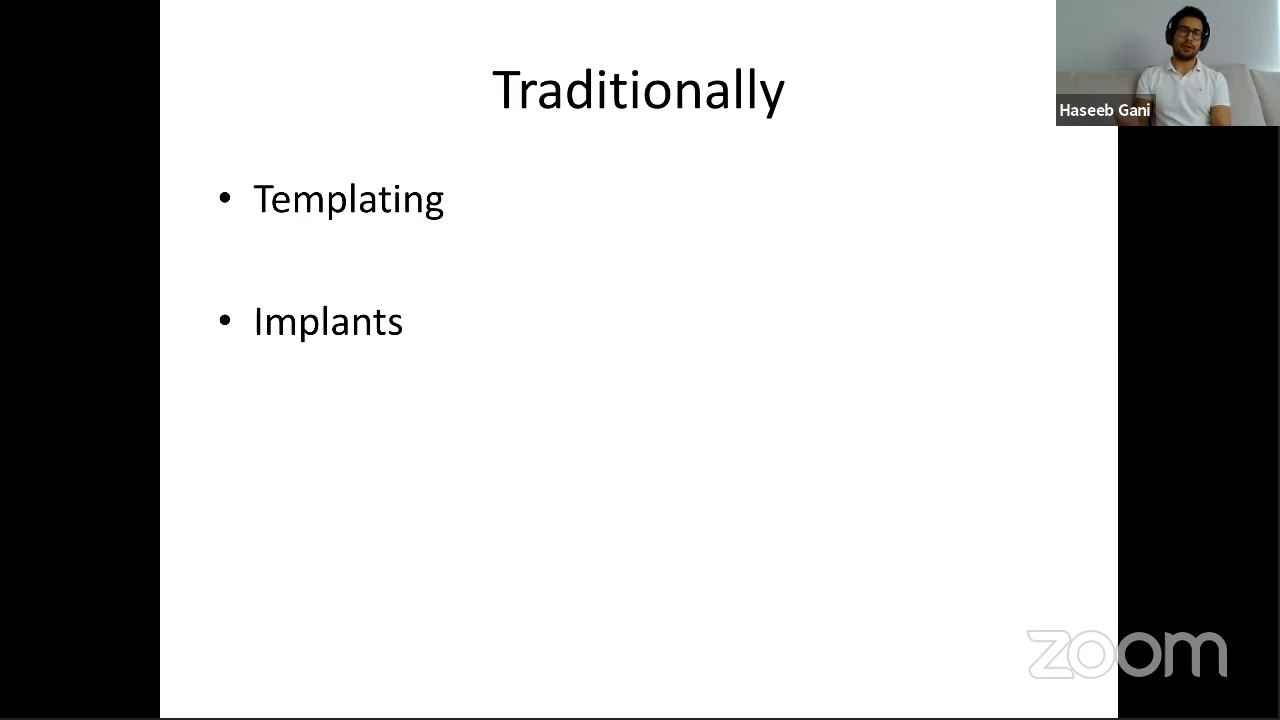 Traditionally
Haseeb Gani
• Templating
• Implants
zoom